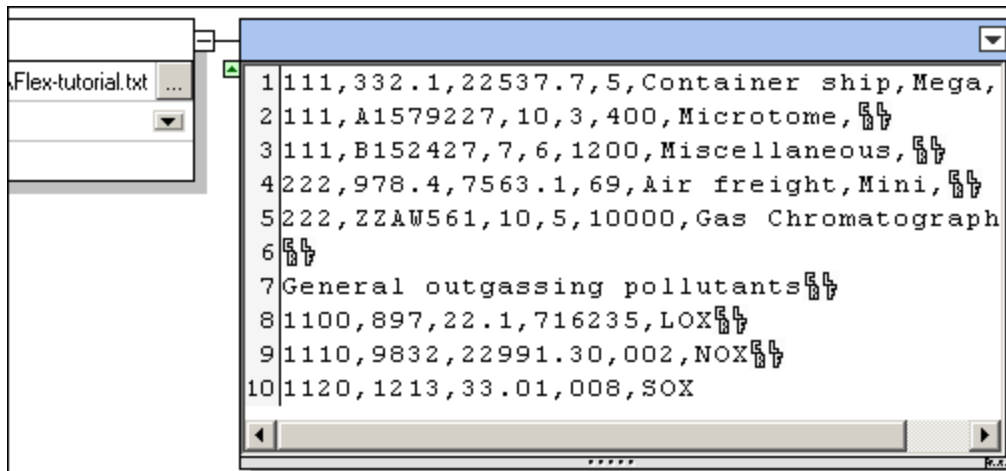 \Flex-tutorial.txt ...
1 111,332.1,22537.7,5,Container ship,Mega,
2 111,A1579227,10,3,400,Microtome,␍␊
3 111,B152427,7,6,1200,Miscellaneous,␍␊
4 222,978.4,7563.1,69,Air freight,Mini,␍␊
5 222,ZZAW561,10,5,10000,Gas Chromatograph
6 ␍␊
7 General outgassing pollutants␍␊
8 1100,897,22.1,716235,LOX␍␊
9 1110,9832,22991.30,002,NOX␍␊
10 1120,1213,33.01,008,SOX